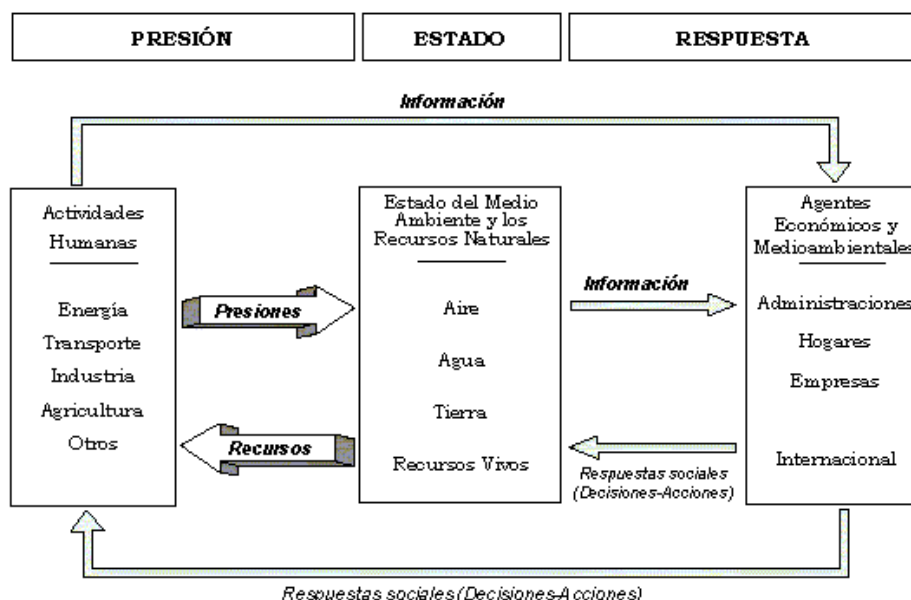 PRESIÓN
ESTADO
RESPUESTA
Información
Actividades
Humanas
Energía
Transporte
Industria
Agricultura
Otros
Presiones
Recursos
Estado del Medio
Ambiente y los
Recursos Naturales
Aire
Agua
Tierra
Recursos Vivos
Información
Respuestas sociales
(Decisiones-Acciones)
Agentes
Económicos y
Medioambientales
Administraciones
Hogares
Empresas
Internacional
Respuestas sociales (Decisiones-Acciones)